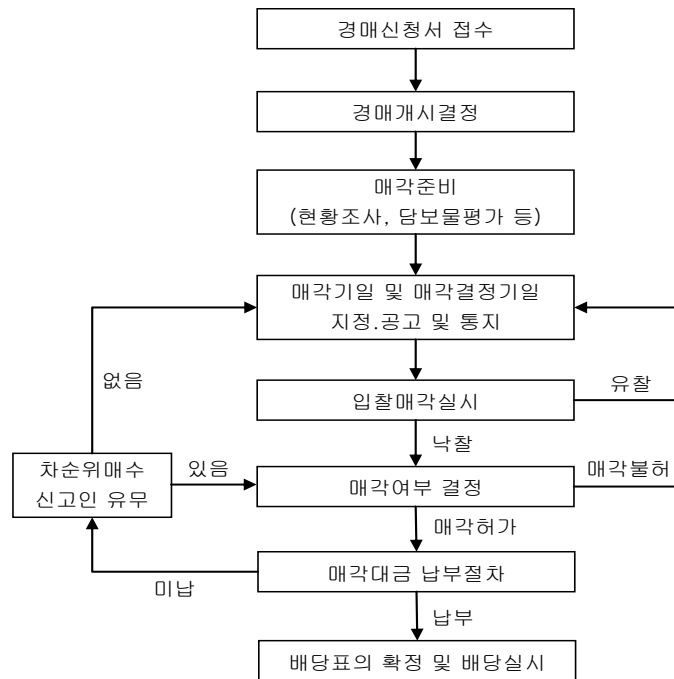 경매신청서 접수
경매개시결정
매각준비
(현황조사, 담보물평가 등)
매각기일 및 매각결정기일
지정.공고 및 통지
없음
유찰
입찰매각실시
낙찰
차순위매수
신고인 유무
있음
매각불허
매각여부 결정
매각허가
미납
매각대금 납부절차
납부
배당표의 확정 및 배당실시